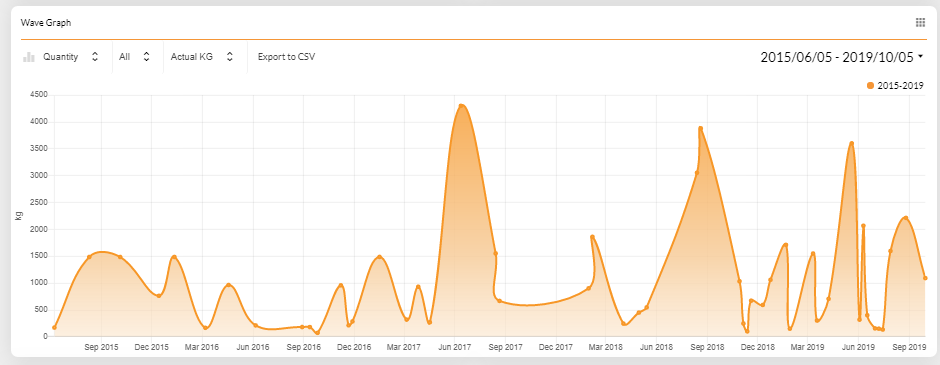 Wave Graph
Quantity All Actual KG Export to CSV 2015/06/05 - 2019/10/05
2015-2019
4500
4000
3500
3000
2500
2000
1500
1000
500
0
kg
Sep 2015 Dec 2015 Mar 2016 Jun 2016 Sep 2016 Dec 2016 Mar 2017 Jun 2017 Sep 2017 Dec 2017 Mar 2018 Jun 2018 Sep 2018 Dec 2018 Mar 2019 Jun 2019 Sep 2019